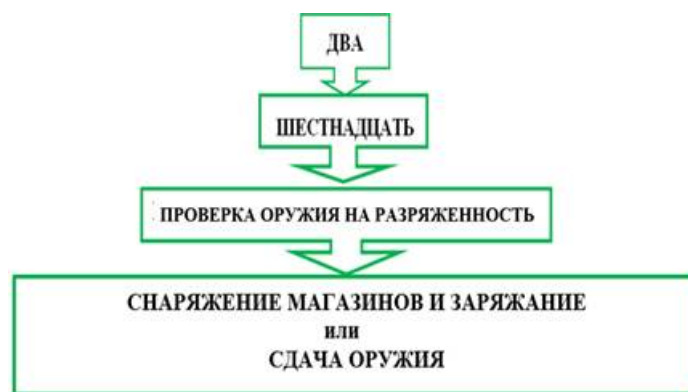 ДВА
ШЕСТНАДЦАТЬ
ПРОВЕРКА ОРУЖИЯ НА РАЗРЯЖЕННОСТЬ
СНАРЯЖЕНИЕ МАГАЗИНОВ И ЗАРЯЖАНИЕ
или
СДАЧА ОРУЖИЯ